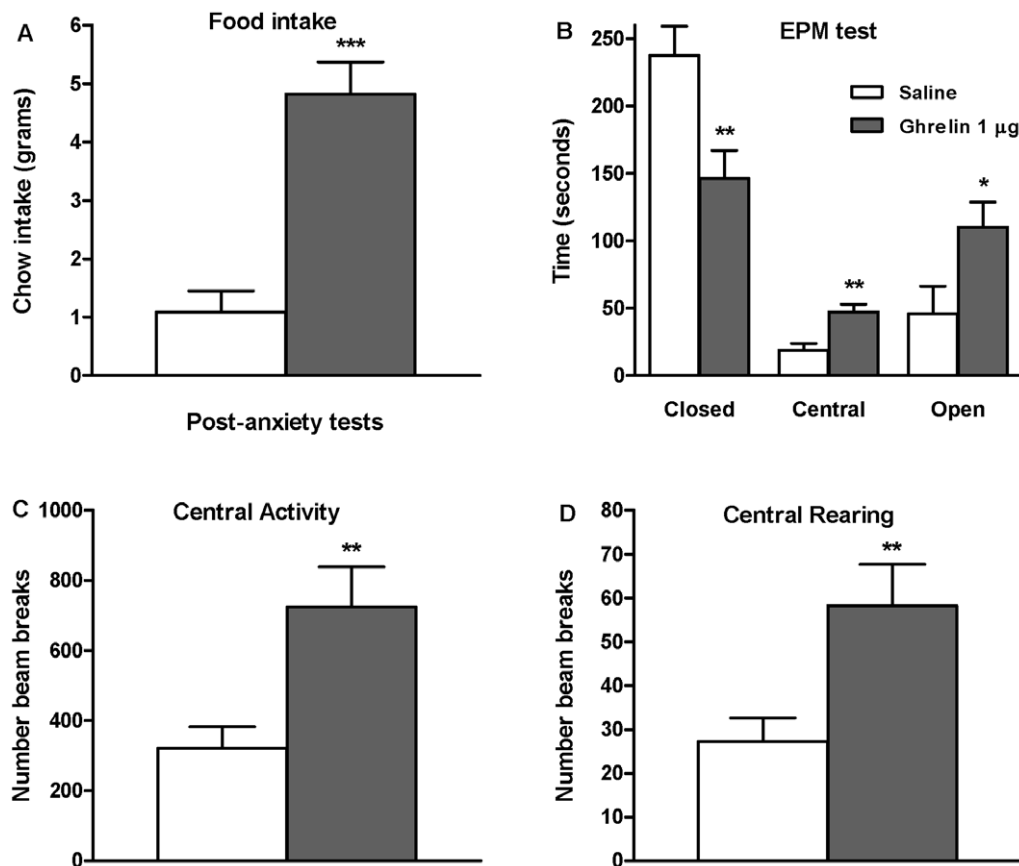 A
Food intake
***
Chow intake (grams)
6
5
4
3
2
1
0
Post-anxiety tests
B
EPM test
Saline
Ghrelin 1 µg
**
**
*
Time (seconds)
250
200
150
100
50
0
Closed Central Open
C
Central Activity
**
Number beam breaks
1000
800
600
400
200
0
D
Central Rearing
**
Number beam breaks
80
70
60
50
40
30
20
10
0